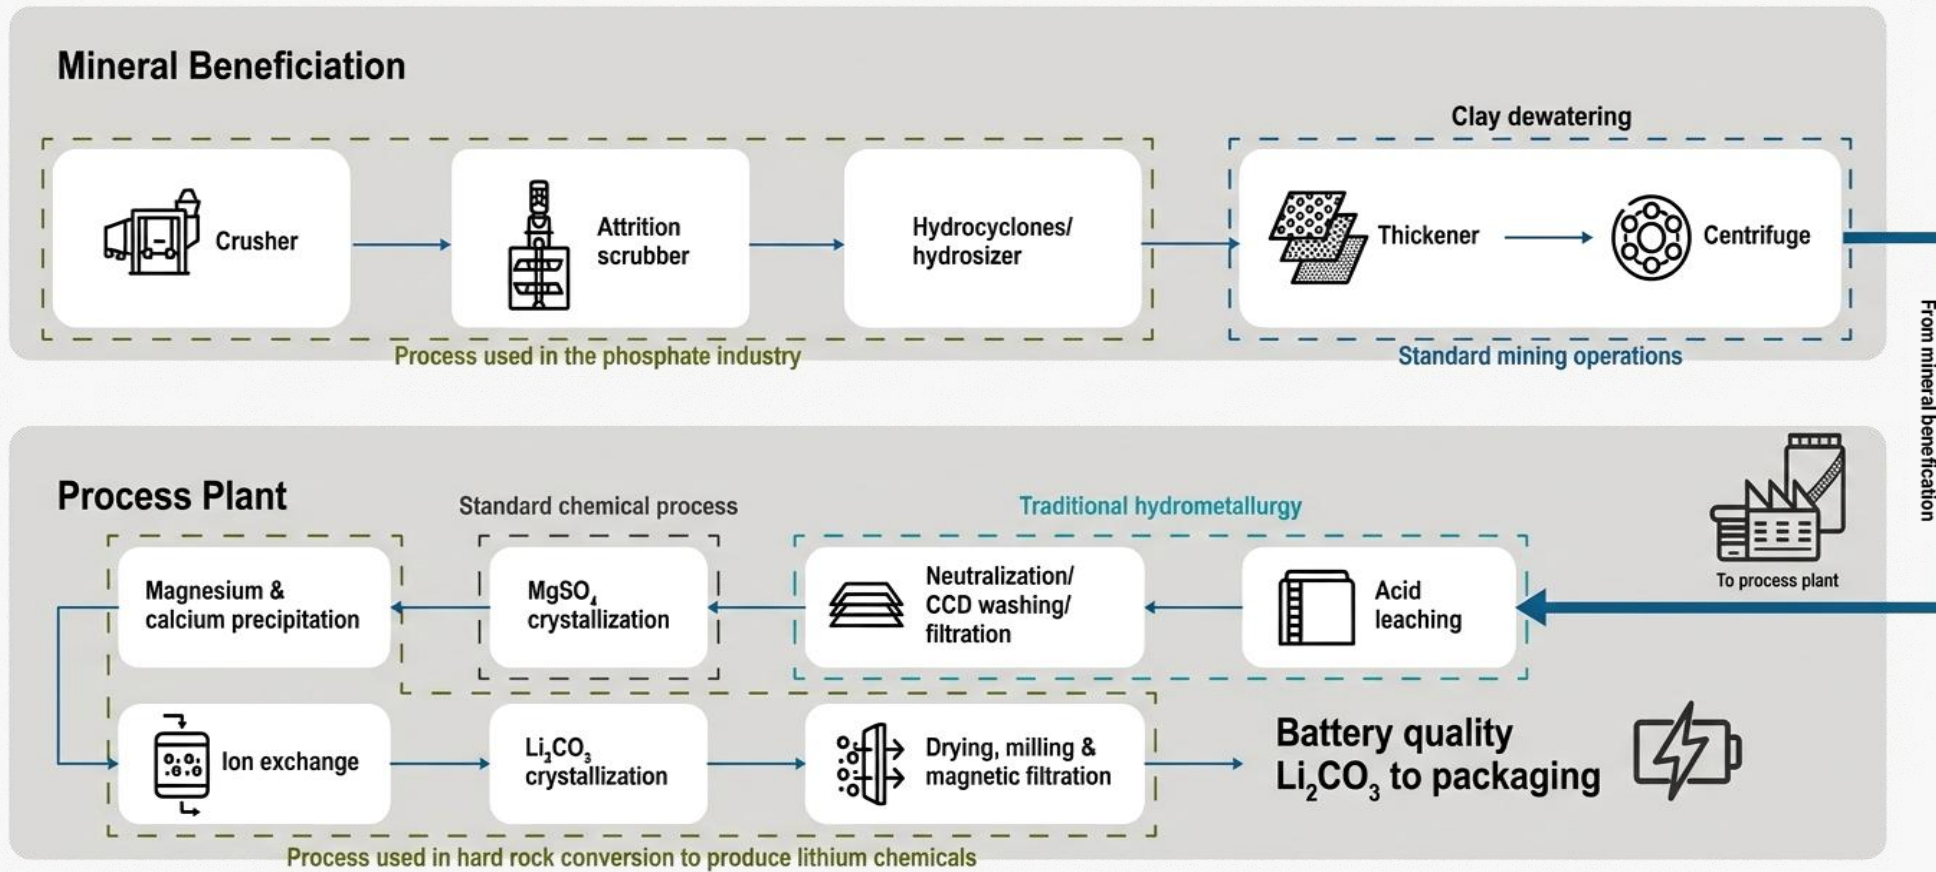 Mineral Beneficiation
Clay dewatering
Crusher
Attrition
scrubber
Hydrocyclones/
hydrosizer
Thickener
Centrifuge
Process used in the phosphate industry
Standard mining operations
From mineral benefication
Process Plant
Standard chemical process
Traditional hydrometallurgy
To process plant
Magnesium &
calcium precipitation
MgSO₄
crystallization
Neutralization/
CCD washing/
filtration
Acid
leaching
Ion exchange
Li₂CO₃
crystallization
Drying, milling &
magnetic filtration
Battery quality
Li₂CO₃ to packaging
Process used in hard rock conversion to produce lithium chemicals